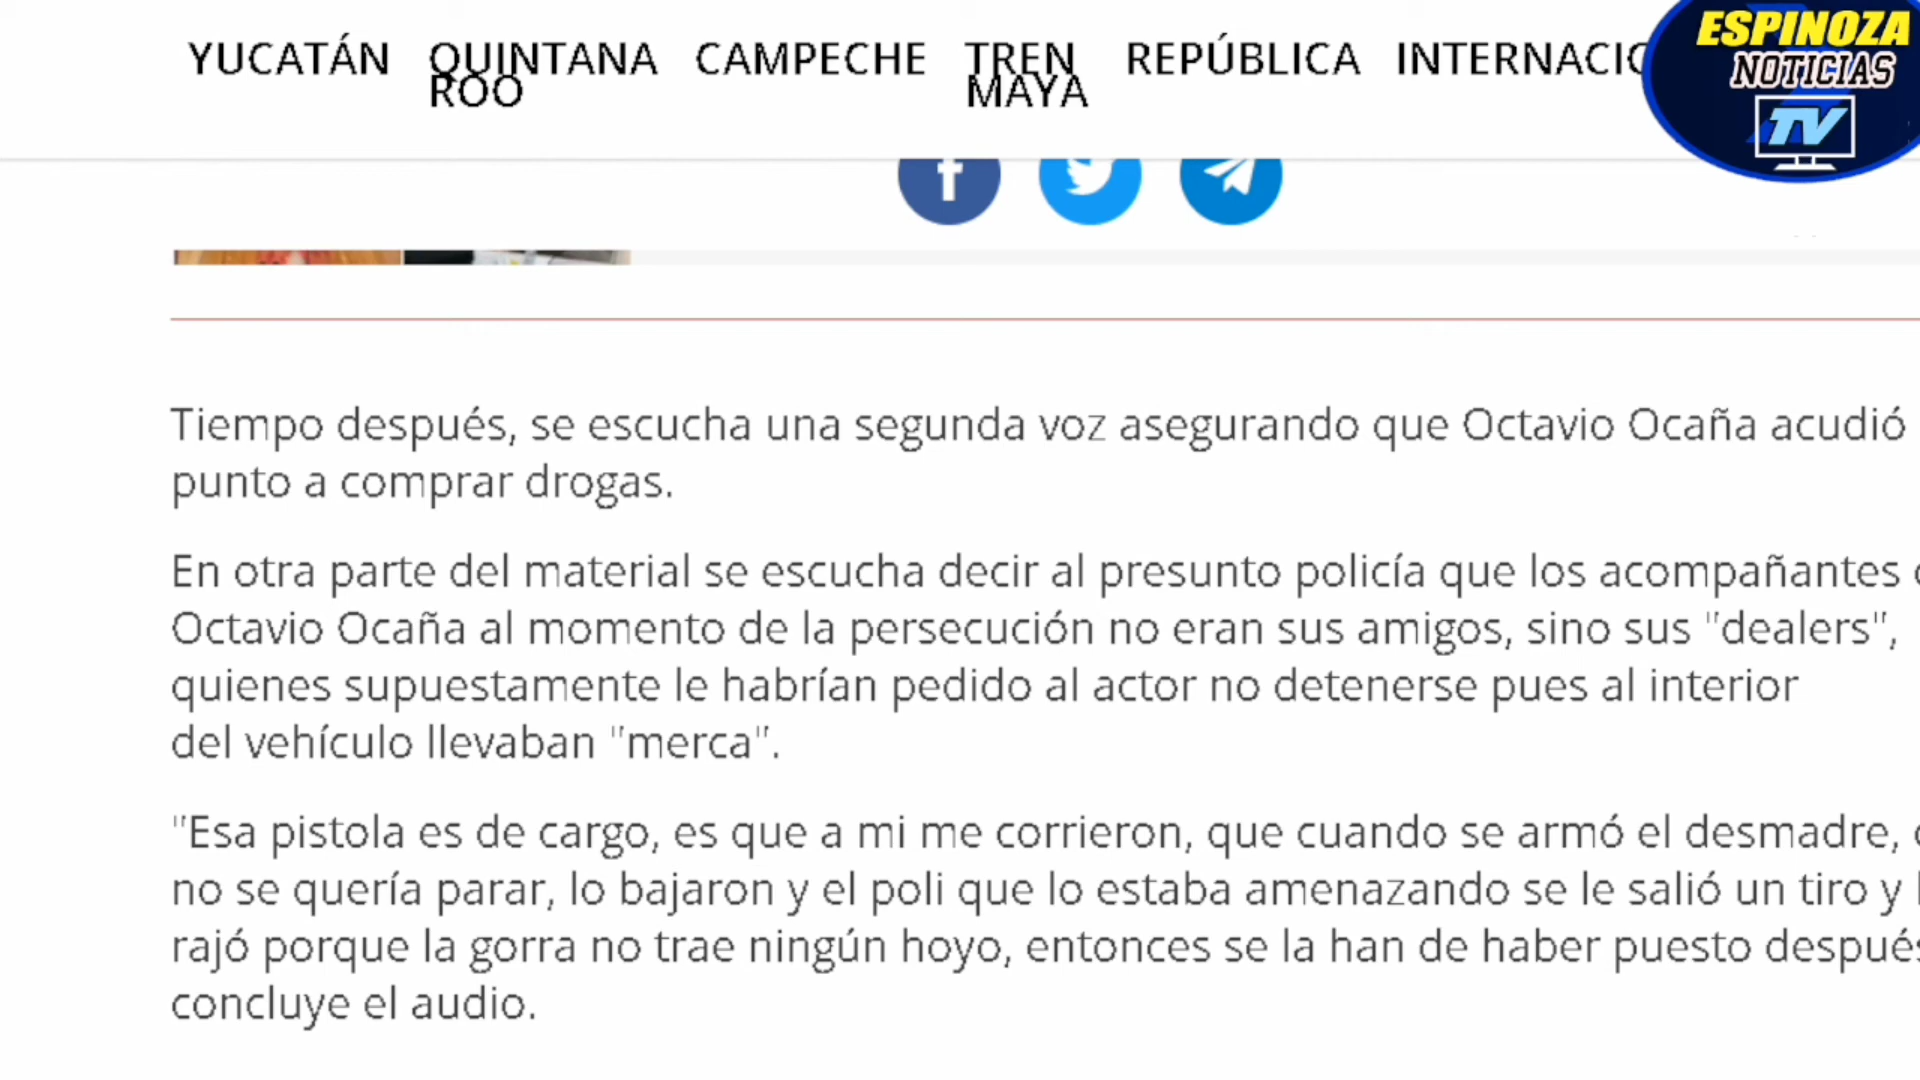 YUCATÁN QUINTANA ROO CAMPECHE TREN MAYA REPÚBLICA
ESPINOZA
NOTICIAS
TV
Tiempo después, se escucha una segunda voz asegurando que Octavio Ocaña acudió
punto a comprar drogas.
En otra parte del material se escucha decir al presunto policía que los acompañantes
Octavio Ocaña al momento de la persecución no eran sus amigos, sino sus "dealers",
quienes supuestamente le habrían pedido al actor no detenerse pues al interior
del vehículo llevaban "merca".
"Esa pistola es de cargo, es que a mi me corrieron, que cuando se armó el desmadre,
no se quería parar, lo bajaron y el poli que lo estaba amenazando se le salió un tiro y
rajó porque la gorra no trae ningún hoyo, entonces se la han de haber puesto después
concluye el audio.